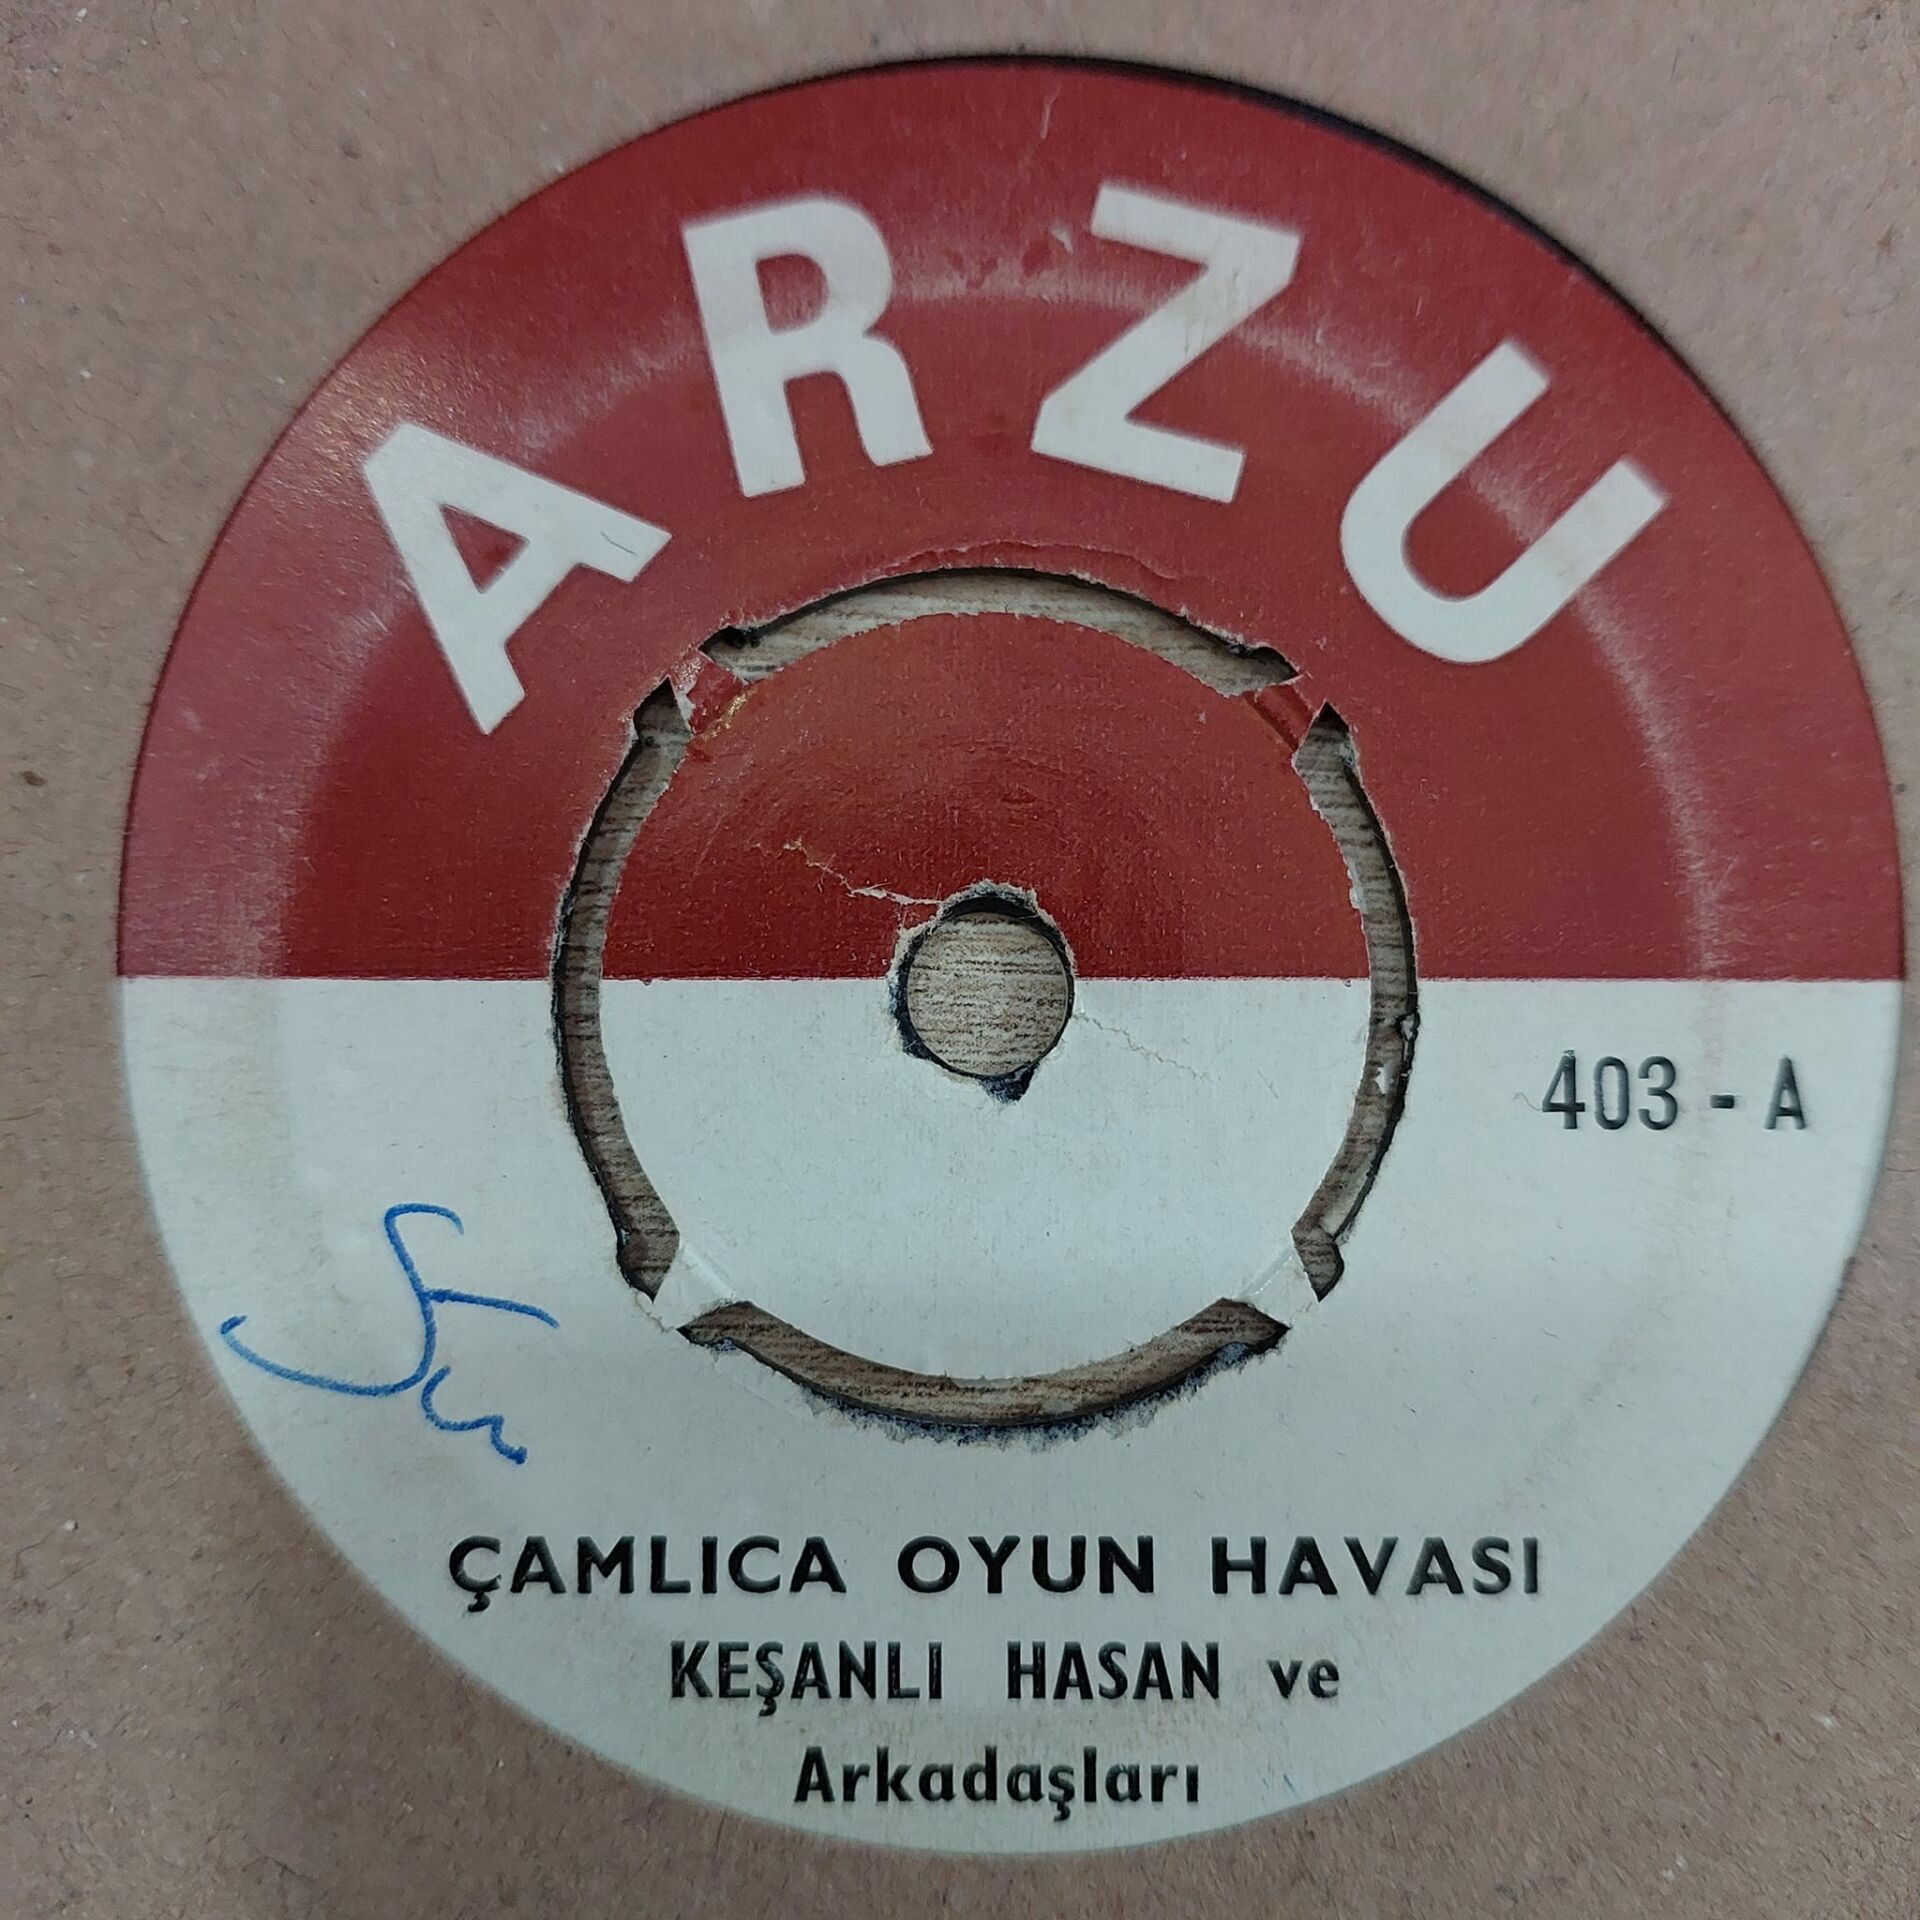 ARZU
403 - A
ÇAMLICA OYUN HAVASI
KEŞANLI HASAN ve
Arkadaşları